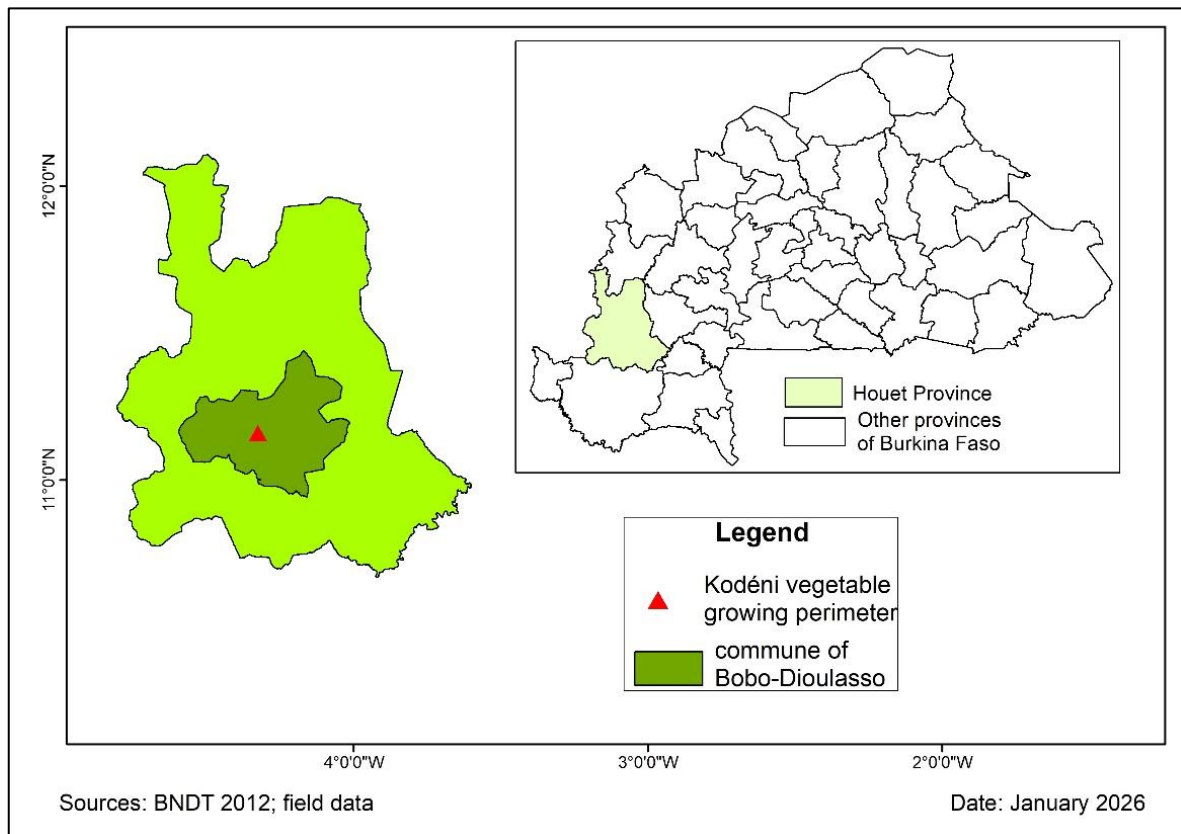 12°0'0"N
11°0'0"N
Houet Province
Other provinces
of Burkina Faso
Legend
Kodéni vegetable
growing perimeter
commune of
Bobo-Dioulasso
4°0'0"W
3°0'0"W
2°0'0"W
Sources: BNDT 2012; field data
Date: January 2026